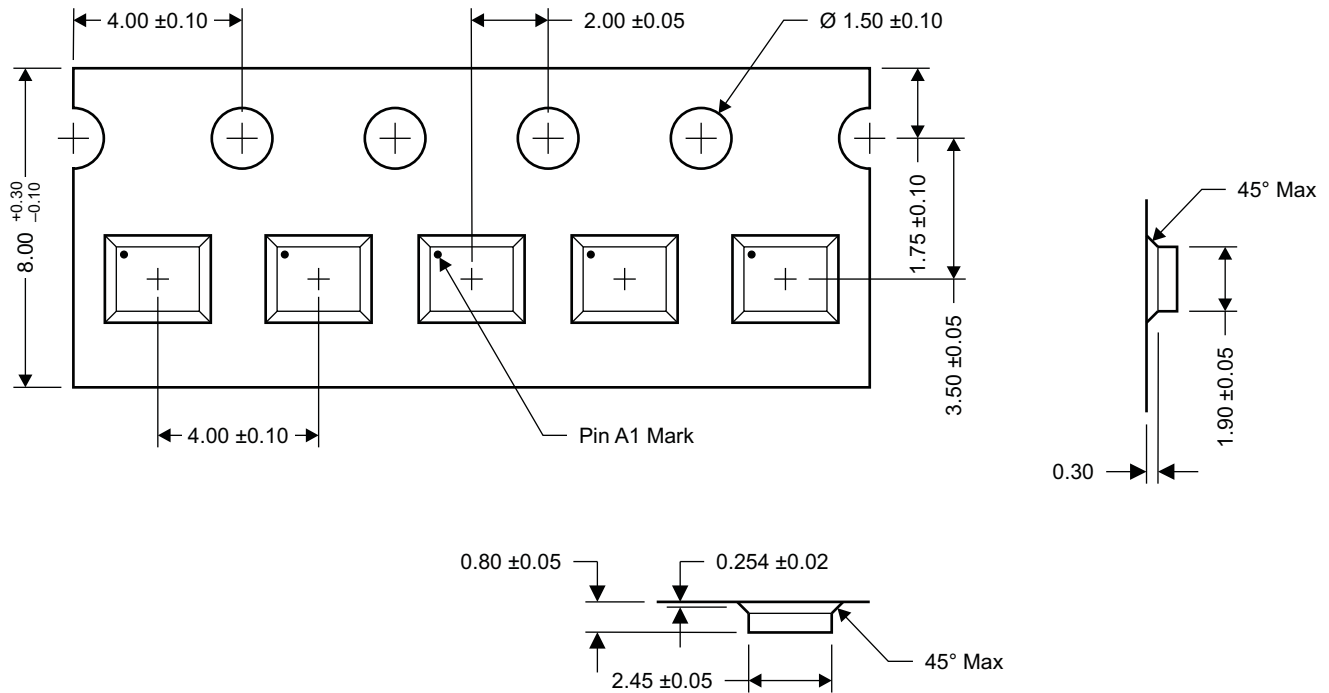 4.00 ±0.10
2.00 ±0.05
Ø 1.50 ±0.10
8.00 +0.30 –0.10
1.75 ±0.10
3.50 ±0.05
45° Max
1.90 ±0.05
0.30
4.00 ±0.10
Pin A1 Mark
0.80 ±0.05
0.254 ±0.02
45° Max
2.45 ±0.05